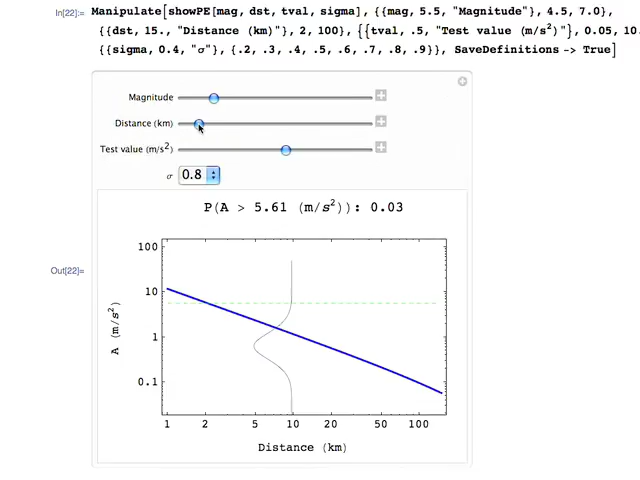 In[22]:= Manipulate[showPE[mag, dst, tval, sigma], {{mag, 5.5, "Magnitude"}, 4.5, 7.0},
{{dst, 15., "Distance (km)"}, 2, 100}, {{tval, .5, "Test value (m/s²)"}, 0.05, 10.
{{sigma, 0.4, "σ"}, {.2, .3, .4, .5, .6, .7, .8, .9}}, SaveDefinitions -> True]
Magnitude
Distance (km)
Test value (m/s²)
σ 0.8
P(A > 5.61 (m/s²)): 0.03
Out[22]=
A (m/s²)
100
10
1
0.1
1 2 5 10 20 50 100
Distance (km)